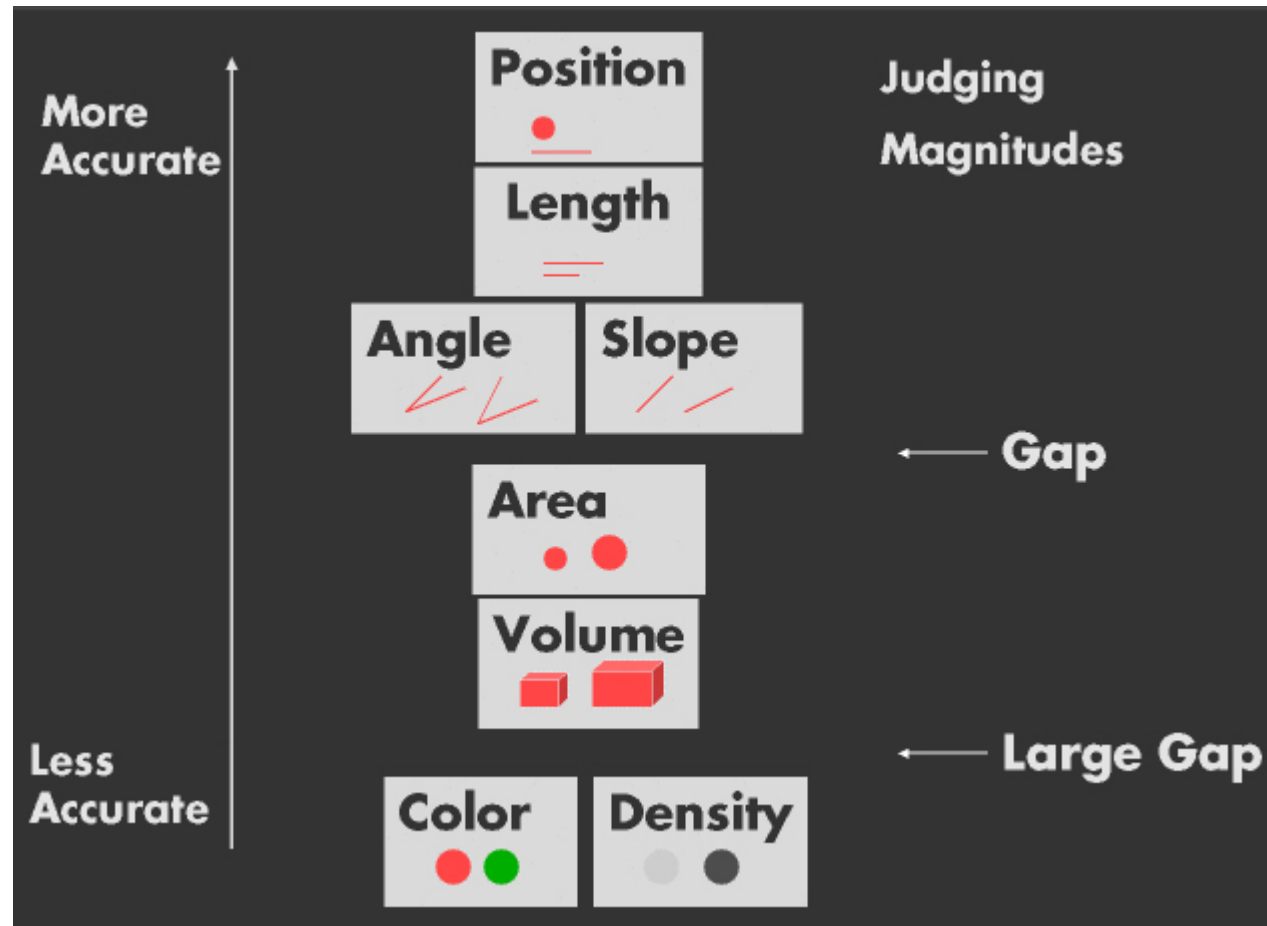 Position
Judging
Magnitudes
More
Accurate
Length
Angle
Slope
Gap
Area
Volume
Less
Accurate
Large Gap
Color
Density